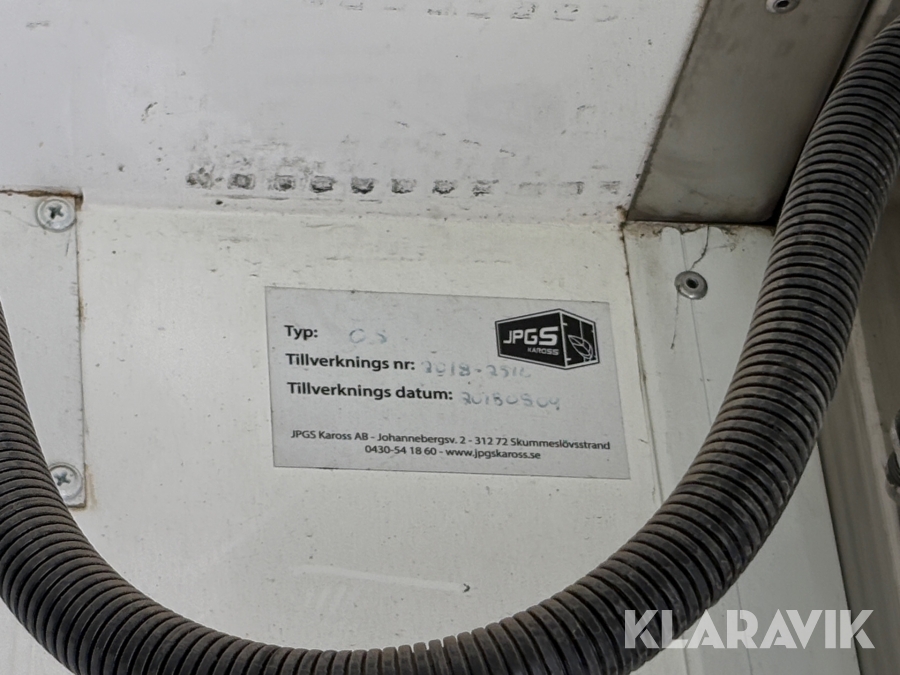 JPGS
KAROSS
Typ:
Tillverknings nr:
Tillverknings datum:
JPGS Kaross AB - Johannebergsv. 2 - 312 72 Skummeslövsstrand
0430-54 18 60 - www.jpgskaross.se
KLARAVIK